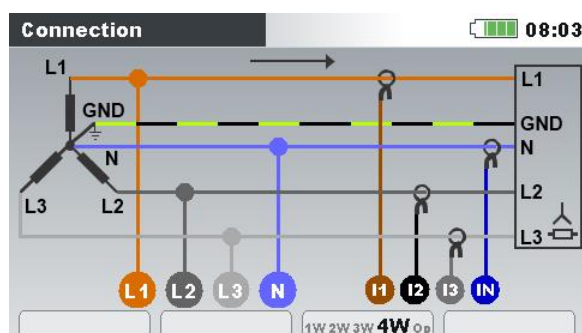 Connection 08:03
L1 L1
GND GND
N N
L3 L2 L2
L3
L1 L2 L3 N I1 I2 I3 IN
1W 2W 3W 4W Op